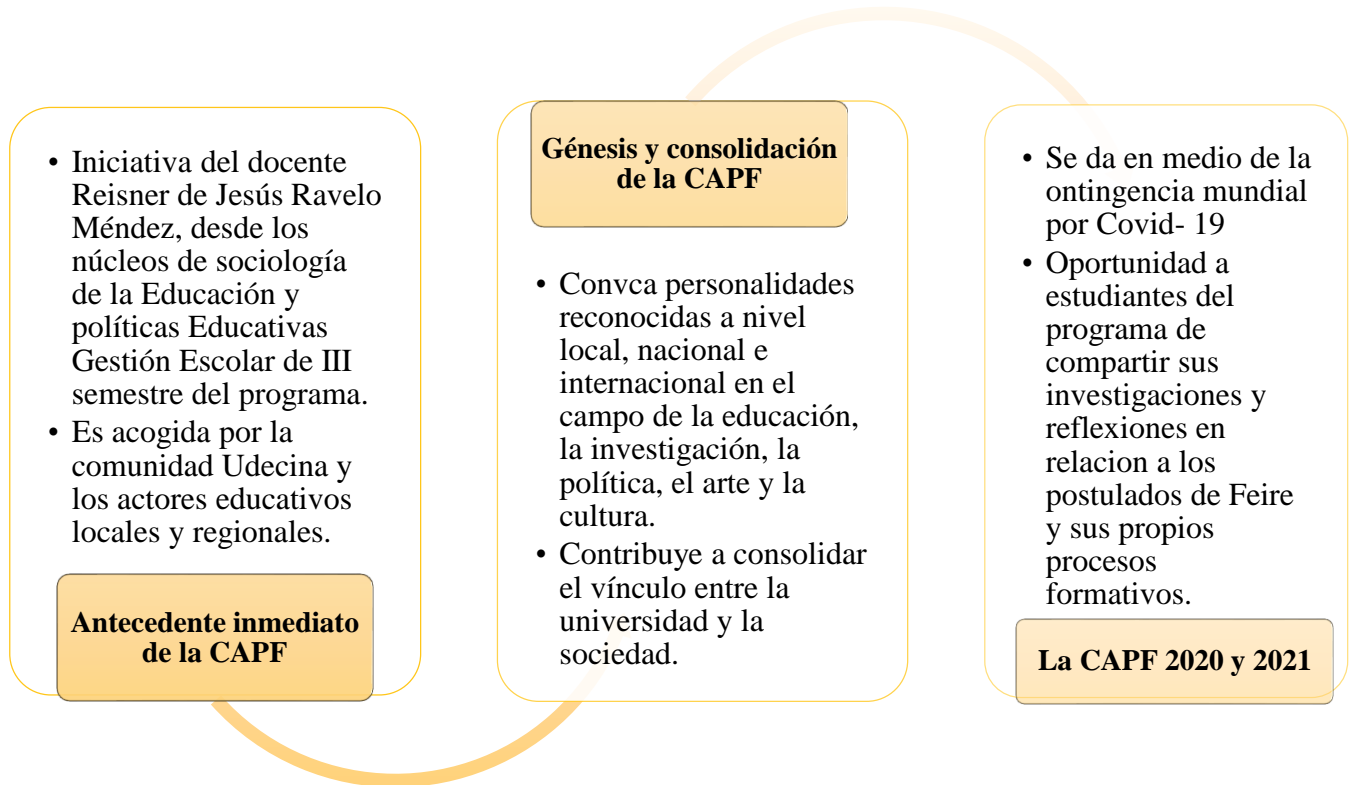 • Iniciativa del docente
Reisner de Jesús Ravelo
Méndez, desde los
núcleos de sociología
de la Educación y
políticas Educativas
Gestión Escolar de III
semestre del programa.
• Es acogida por la
comunidad Udecina y
los actores educativos
locales y regionales.
Antecedente inmediato
de la CAPF
Génesis y consolidación
de la CAPF
• Convca personalidades
reconocidas a nivel
local, nacional e
internacional en el
campo de la educación,
la investigación, la
política, el arte y la
cultura.
• Contribuye a consolidar
el vínculo entre la
universidad y la
sociedad.
• Se da en medio de la
ontingencia mundial
por Covid- 19
• Oportunidad a
estudiantes del
programa de
compartir sus
investigaciones y
reflexiones en
relacion a los
postulados de Feire
y sus propios
procesos
formativos.
La CAPF 2020 y 2021